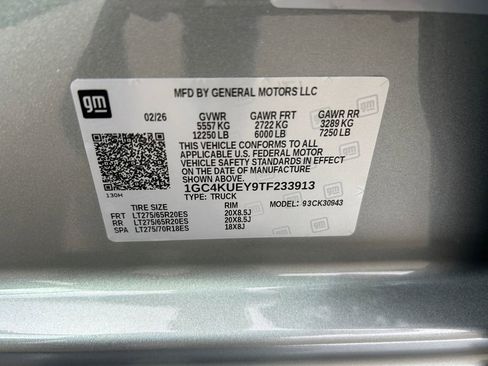 gm
MFD BY GENERAL MOTORS LLC
02/26 GVWR GAWR FRT GAWR RR
5557 KG 2722 KG 3289 KG
12250 LB 6000 LB 7250 LB
THIS VEHICLE CONFORMS TO ALL
APPLICABLE U.S. FEDERAL MOTOR
VEHICLE SAFETY STANDARDS IN EFFECT
ON THE DATE OF MANUFACTURE
SHOWN ABOVE.
1GC4KUEY9TF233913
130M TYPE: TRUCK
TIRE SIZE RIM MODEL: 93CK30943
FRT LT275/65R20ES 20X8.5J
RR LT275/65R20ES 20X8.5J
SPA LT275/70R18ES 18X8J